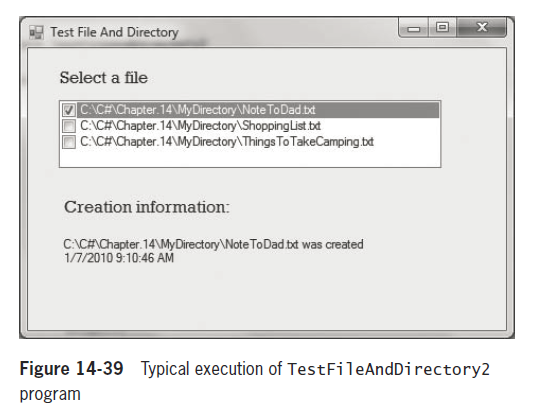 Test File And Directory
Select a file
C:\C#\Chapter.14\MyDirectory\NoteToDad.txt
C:\C#\Chapter.14\MyDirectory\ShoppingList.txt
C:\C#\Chapter.14\MyDirectory\ThingsToTakeCamping.txt
Creation information:
C:\C#\Chapter.14\MyDirectory\NoteToDad.txt was created
1/7/2010 9:10:46 AM
Figure 14-39 Typical execution of TestFileAndDirectory2
program